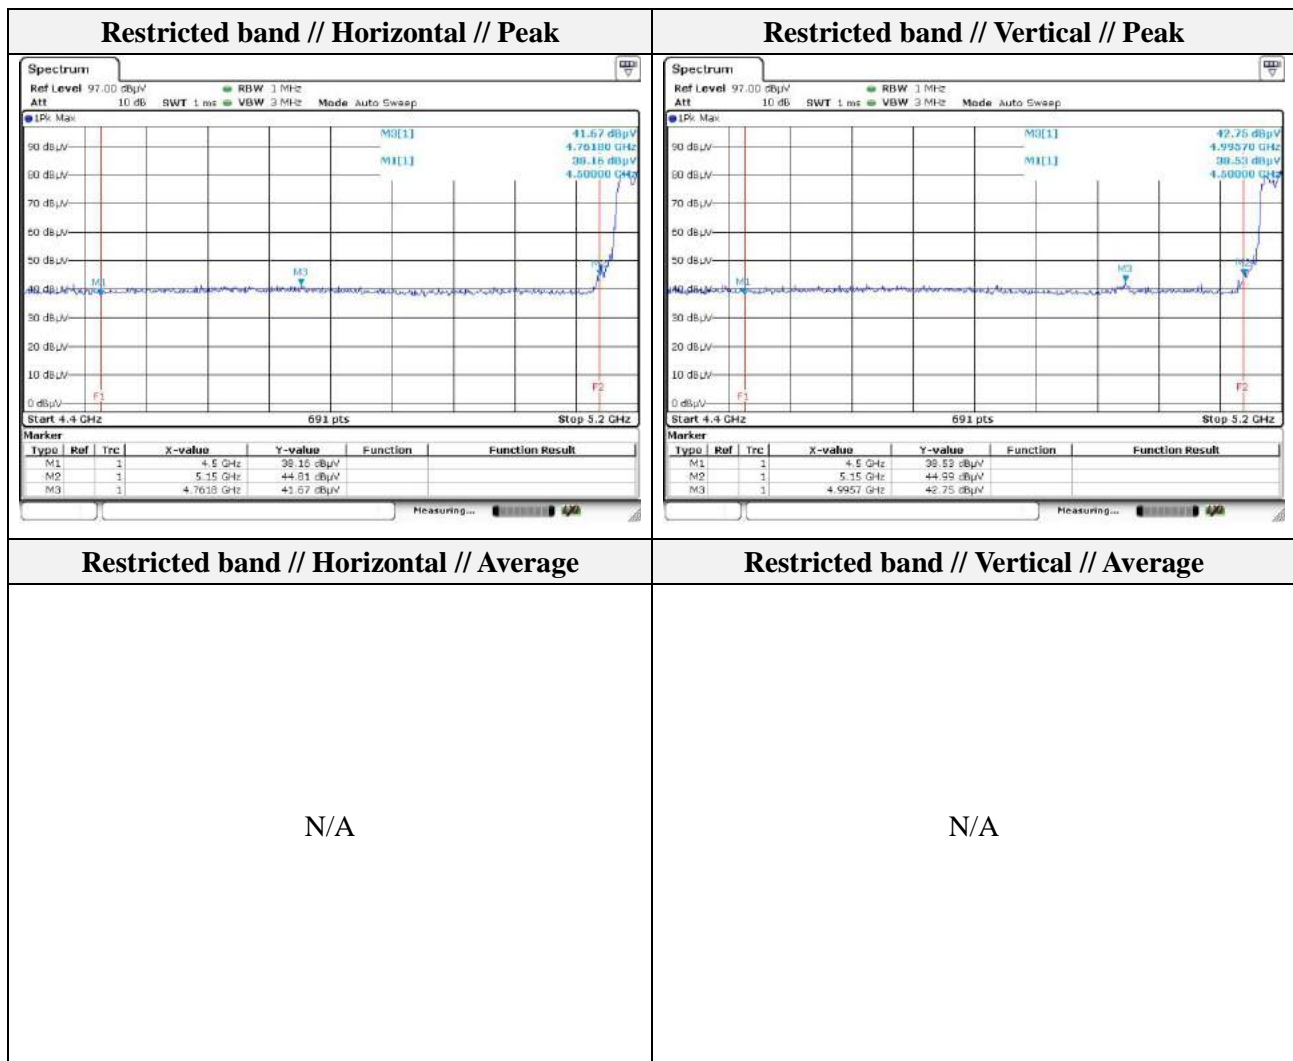 Restricted band // Horizontal // Peak
Restricted band // Vertical // Peak
Spectrum
Ref Level 97.00 dBµV RBW 1 MHz
Att 10 dB SWT 1 ms VBW 3 MHz Mode Auto Sweep
1Pk Max
M3[1] 41.67 dBµV
4.76180 GHz
90 dBµV
M1[1] 38.16 dBµV
4.50000 GHz
80 dBµV
70 dBµV
60 dBµV
50 dBµV
M3
M1
40 dBµV
30 dBµV
20 dBµV
10 dBµV
F1
F2
0 dBµV
Start 4.4 GHz 691 pts Stop 5.2 GHz
Marker
Type Ref Trc X-value Y-value Function Function Result
M1 1 4.5 GHz 38.16 dBµV
M2 1 5.15 GHz 44.81 dBµV
M3 1 4.7618 GHz 41.67 dBµV
Measuring...
Spectrum
Ref Level 97.00 dBµV RBW 1 MHz
Att 10 dB SWT 1 ms VBW 3 MHz Mode Auto Sweep
1Pk Max
M3[1] 42.75 dBµV
4.99570 GHz
90 dBµV
M1[1] 38.53 dBµV
4.50000 GHz
80 dBµV
70 dBµV
60 dBµV
50 dBµV
M3
M2
M1
40 dBµV
30 dBµV
20 dBµV
10 dBµV
F1
F2
0 dBµV
Start 4.4 GHz 691 pts Stop 5.2 GHz
Marker
Type Ref Trc X-value Y-value Function Function Result
M1 1 4.5 GHz 38.53 dBµV
M2 1 5.15 GHz 44.99 dBµV
M3 1 4.9957 GHz 42.75 dBµV
Measuring...
Restricted band // Horizontal // Average
Restricted band // Vertical // Average
N/A
N/A